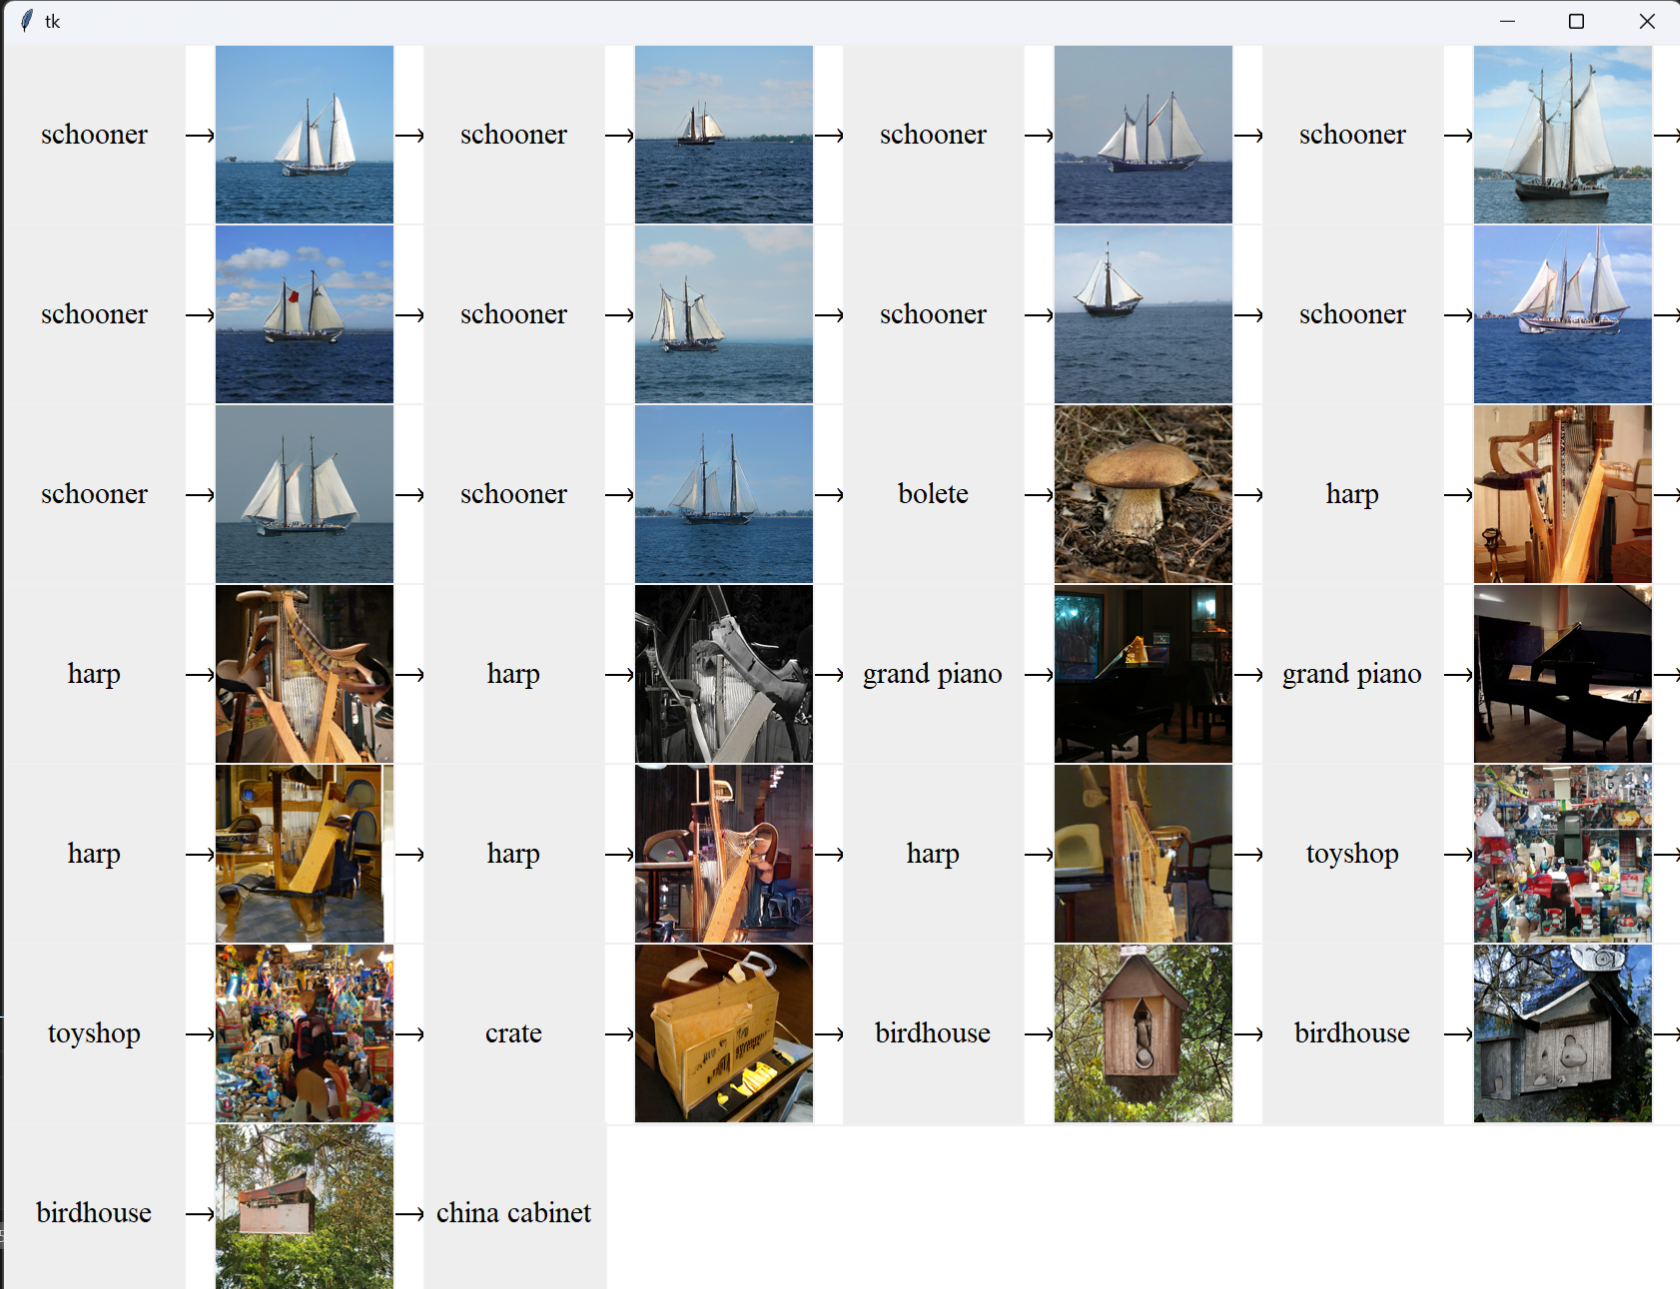 tk
schooner
schooner
schooner
schooner
schooner
schooner
schooner
schooner
schooner
schooner
bolete
harp
harp
harp
grand piano
grand piano
harp
harp
harp
toyshop
toyshop
crate
birdhouse
birdhouse
birdhouse
china cabinet